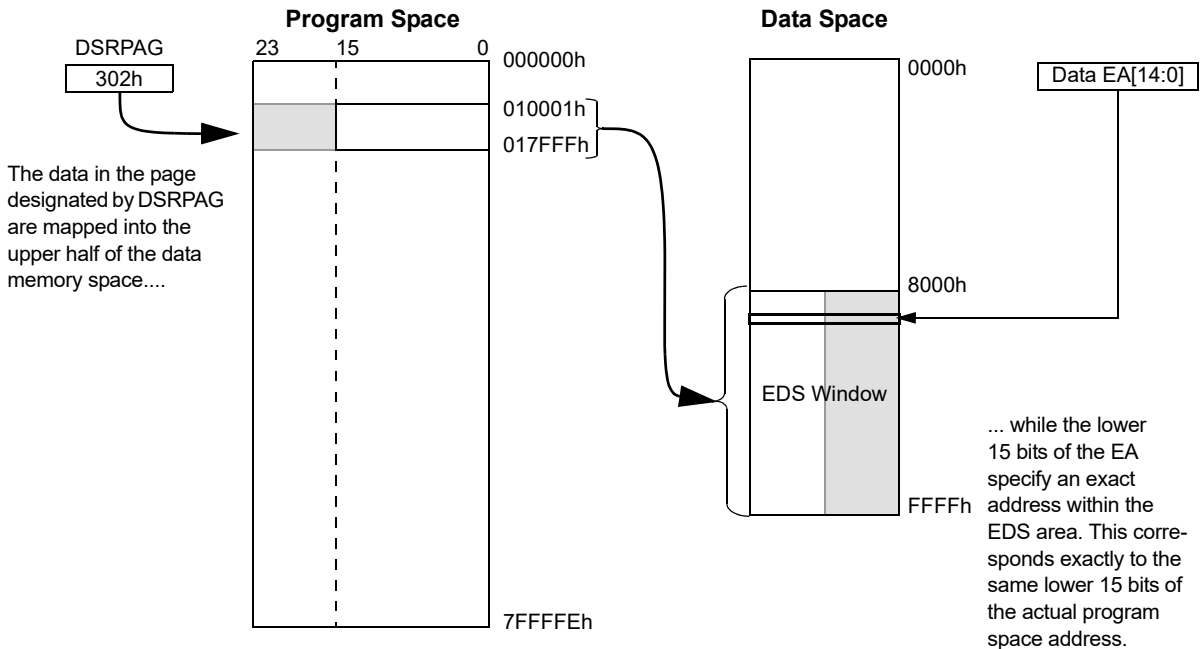 Program Space
Data Space
DSRPAG
302h
23
15
0
000000h
010001h
017FFFh
7FFFFEh
The data in the page
designated by DSRPAG
are mapped into the
upper half of the data
memory space....
0000h
8000h
FFFFh
EDS Window
Data EA[14:0]
... while the lower
15 bits of the EA
specify an exact
address within the
EDS area. This corre-
sponds exactly to the
same lower 15 bits of
the actual program
space address.